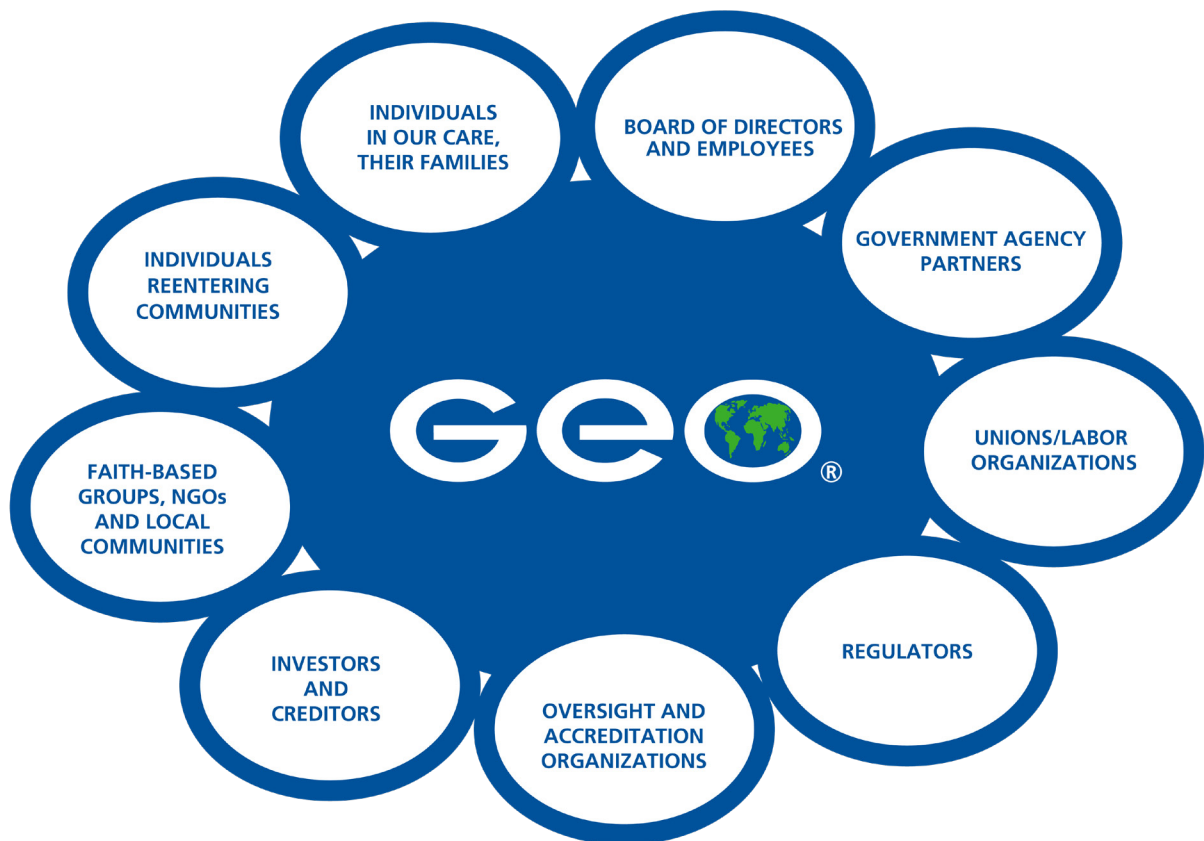 INDIVIDUALS
IN OUR CARE,
THEIR FAMILIES
BOARD OF DIRECTORS
AND EMPLOYEES
GOVERNMENT AGENCY
PARTNERS
INDIVIDUALS
REENTERING
COMMUNITIES
GEO®
UNIONS/LABOR
ORGANIZATIONS
FAITH-BASED
GROUPS, NGOs
AND LOCAL
COMMUNITIES
REGULATORS
INVESTORS
AND
CREDITORS
OVERSIGHT AND
ACCREDITATION
ORGANIZATIONS